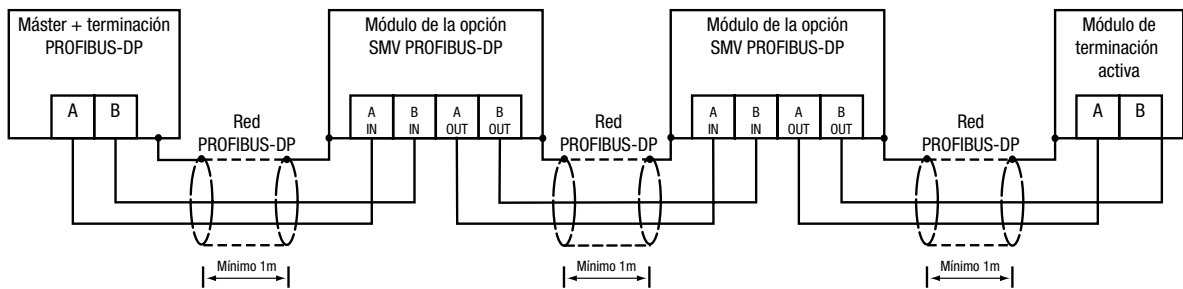 Máster + terminación
PROFIBUS-DP
A B
Red
PROFIBUS-DP
Mínimo 1m
Módulo de la opción
SMV PROFIBUS-DP
A IN
B IN
A OUT
B OUT
Red
PROFIBUS-DP
Mínimo 1m
Módulo de la opción
SMV PROFIBUS-DP
A IN
B IN
A OUT
B OUT
Red
PROFIBUS-DP
Mínimo 1m
Módulo de
terminación
activa
A B